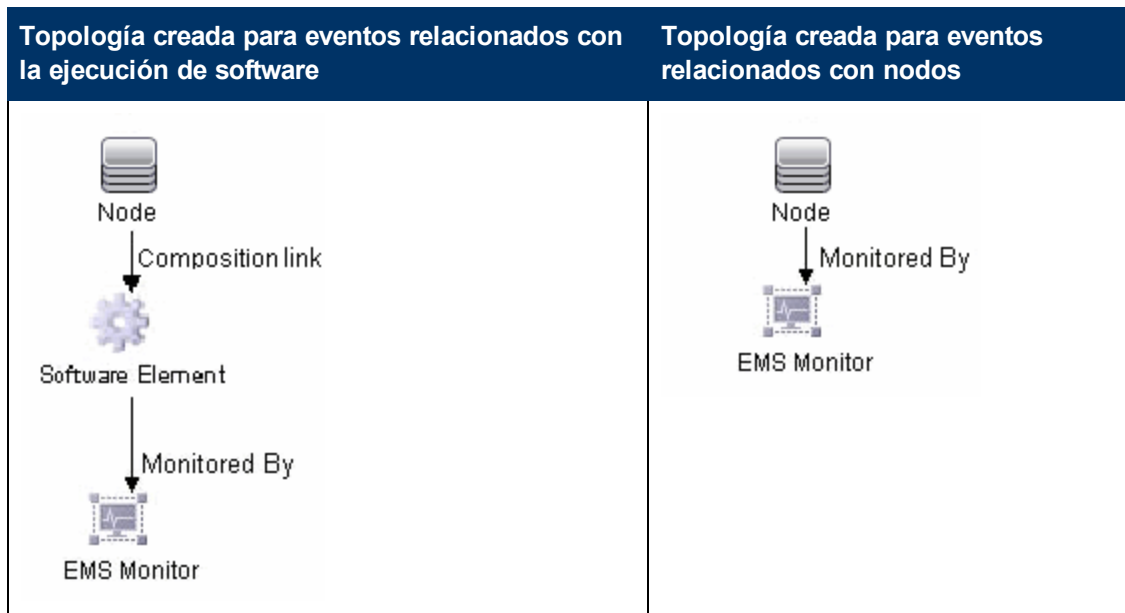 Topología creada para eventos relacionados con
la ejecución de software
Topología creada para eventos
relacionados con nodos
Node
Composition link
Software Element
Monitored By
EMS Monitor
Node
Monitored By
EMS Monitor